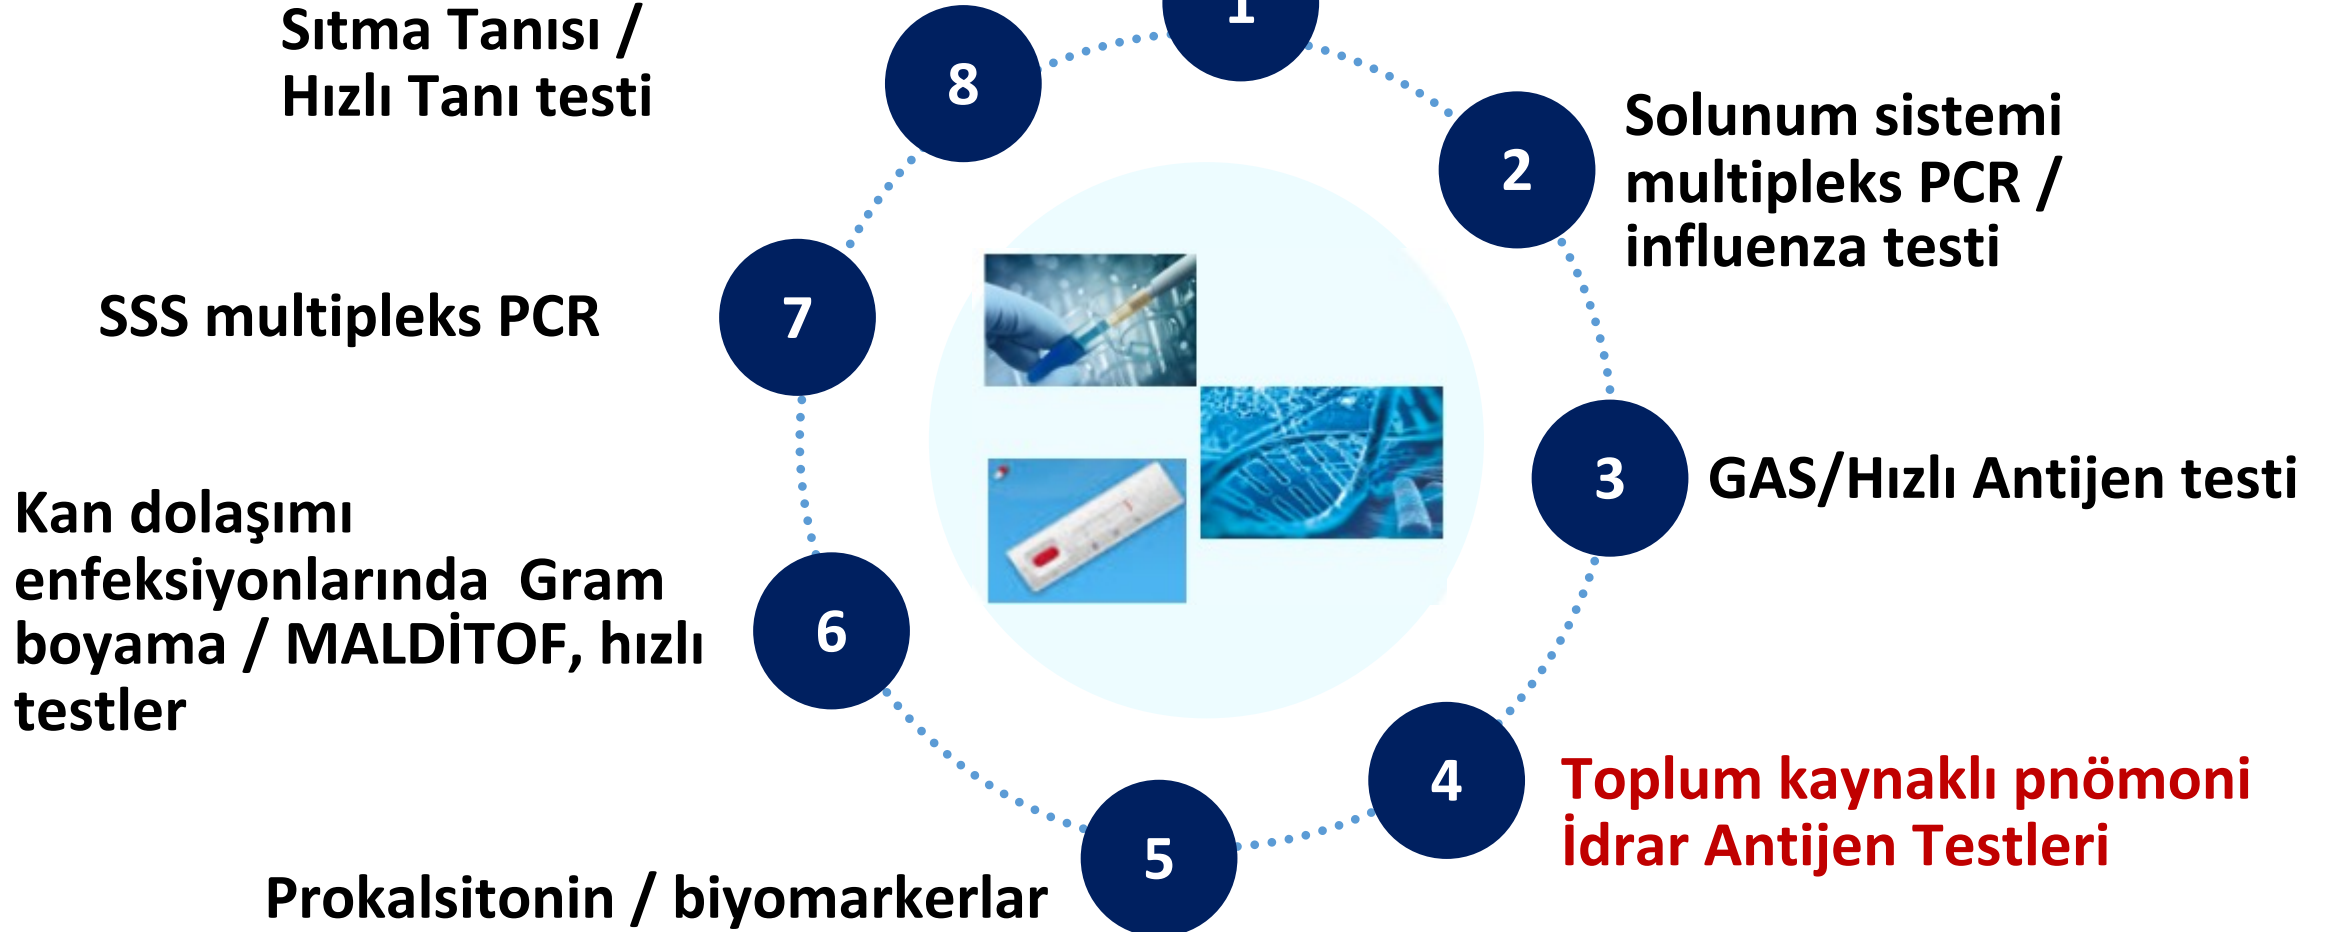 1
2
Solunum sistemi
multipleks PCR /
influenza testi
3
GAS/Hızlı Antijen testi
4
Toplum kaynaklı pnömoni
İdrar Antijen Testleri
5
Prokalsitonin / biyomarkerlar
6
Kan dolaşımı
enfeksiyonlarında Gram
boyama / MALDİTOF, hızlı
testler
7
SSS multipleks PCR
8
Sıtma Tanısı /
Hızlı Tanı testi